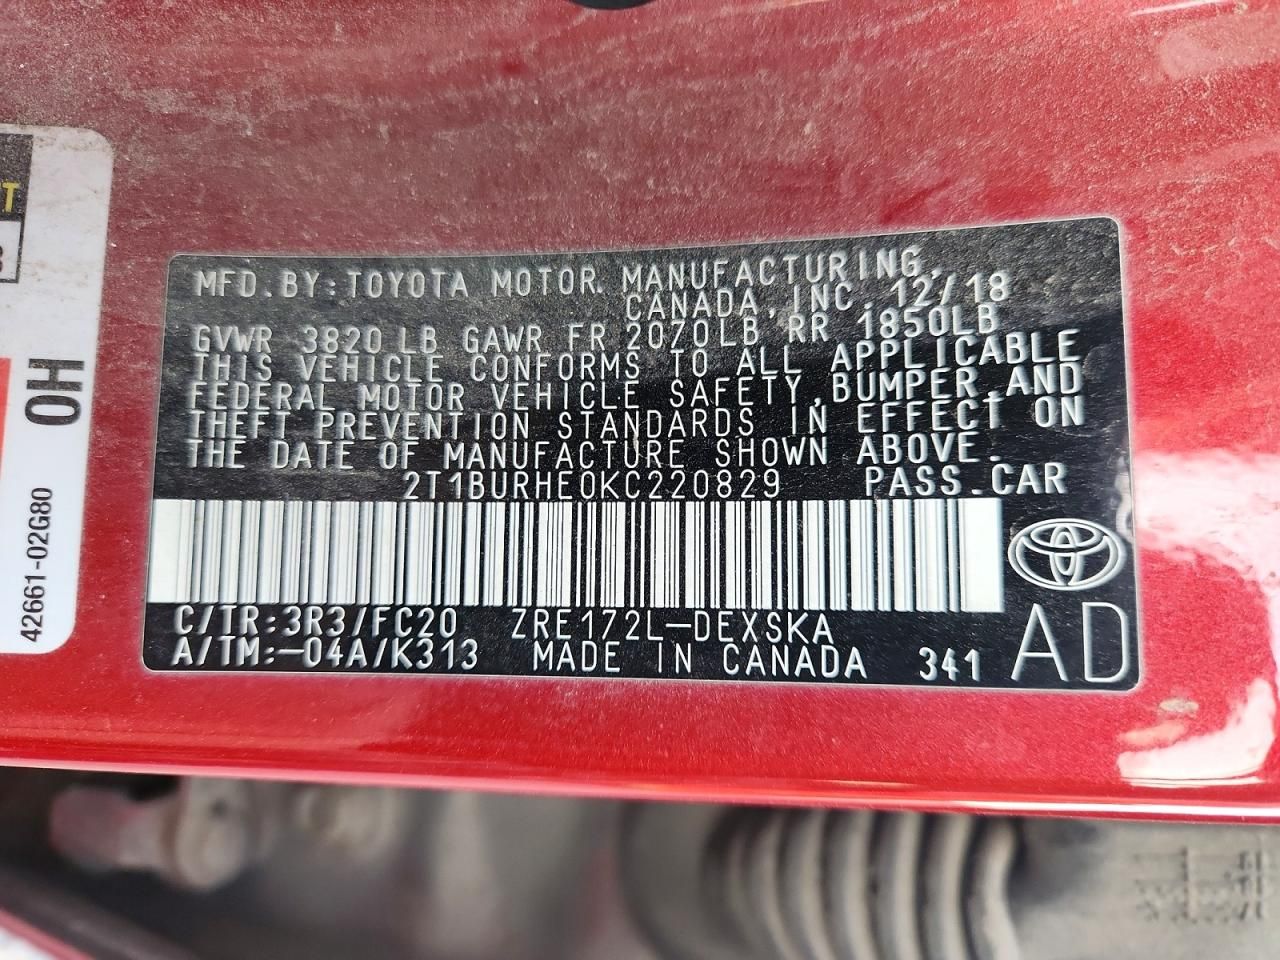 MFD.BY:TOYOTA MOTOR MANUFACTURING,
CANADA,INC. 12/18
GVWR 3820 LB GAWR FR 2070LB RR 1850LB
THIS VEHICLE CONFORMS TO ALL APPLICABLE
FEDERAL MOTOR VEHICLE SAFETY,BUMPER,AND
THEFT PREVENTION STANDARDS IN EFFECT ON
THE DATE OF MANUFACTURE SHOWN ABOVE.
2T1BURHE0KC220829 PASS.CAR
C/TR:3R3/FC20 ZRE172L-DEXSKA
A/TM:-04A/K313 MADE IN CANADA 341 AD
42661-02G80 0H